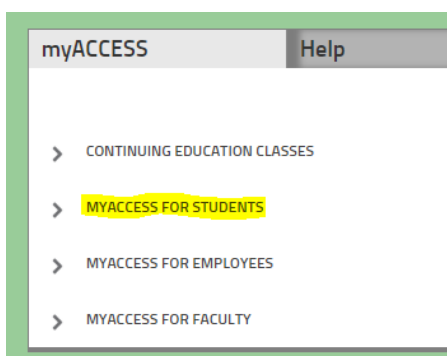 myACCESS Help
CONTINUING EDUCATION CLASSES
MYACCESS FOR STUDENTS
MYACCESS FOR EMPLOYEES
MYACCESS FOR FACULTY